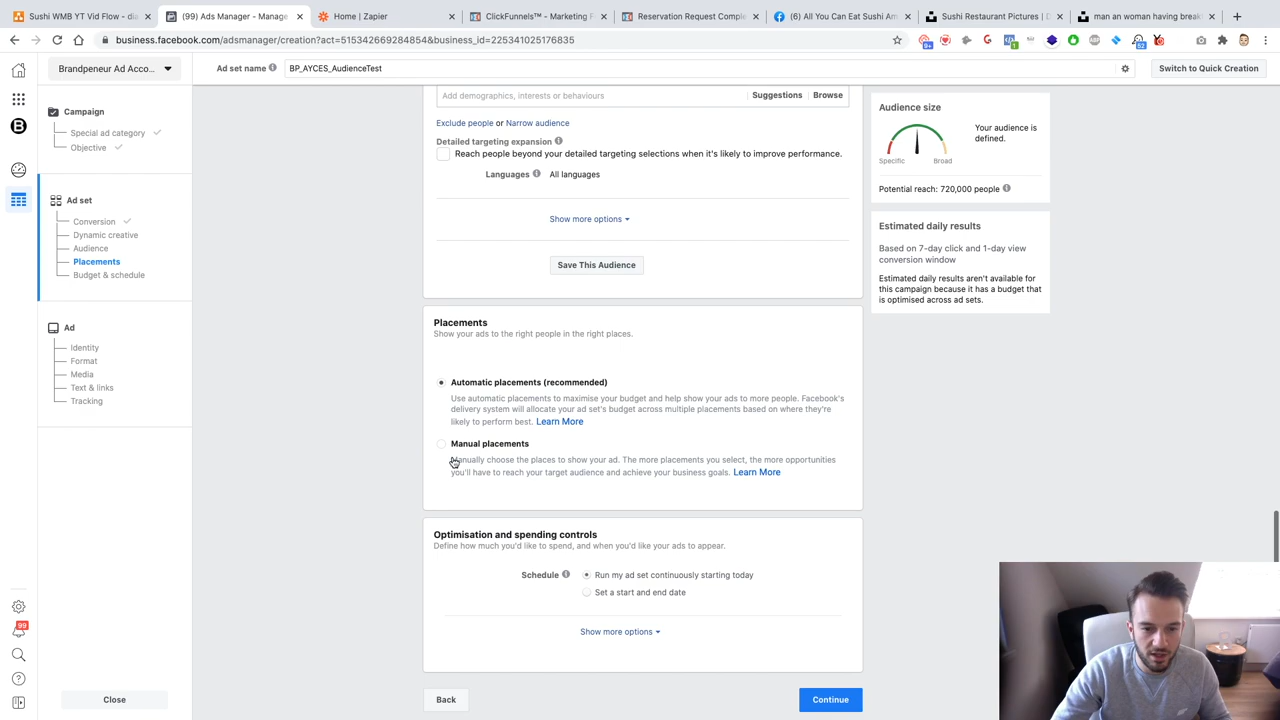 Sushi WMB YT Vid Flow - dia
(99) Ads Manager - Manage
Home | Zapier
ClickFunnels™ - Marketing F
Reservation Request Comple
(6) All You Can Eat Sushi Am
Sushi Restaurant Pictures | D
man an woman having break
business.facebook.com/adsmanager/creation?act=515342669284854&business_id=225341025176835
Brandpeneur Ad Acco...
Ad set name
BP_AYCES_AudienceTest
Switch to Quick Creation
Campaign
Special ad category
Objective
Ad set
Conversion
Dynamic creative
Audience
Placements
Budget & schedule
Ad
Identity
Format
Media
Text & links
Tracking
99
Close
Add demographics, interests or behaviours
Suggestions
Browse
Exclude people or Narrow audience
Detailed targeting expansion
Reach people beyond your detailed targeting selections when it's likely to improve performance.
Languages
All languages
Show more options
Save This Audience
Placements
Show your ads to the right people in the right places.
Automatic placements (recommended)
Use automatic placements to maximise your budget and help show your ads to more people. Facebook's
delivery system will allocate your ad set's budget across multiple placements based on where they're
likely to perform best. Learn More
Manual placements
Manually choose the places to show your ad. The more placements you select, the more opportunities
you'll have to reach your target audience and achieve your business goals. Learn More
Optimisation and spending controls
Define how much you'd like to spend, and when you'd like your ads to appear.
Schedule
Run my ad set continuously starting today
Set a start and end date
Show more options
Back
Continue
Audience size
Your audience is
defined.
Specific
Broad
Potential reach: 720,000 people
Estimated daily results
Based on 7-day click and 1-day view
conversion window
Estimated daily results aren't available for
this campaign because it has a budget that
is optimised across ad sets.